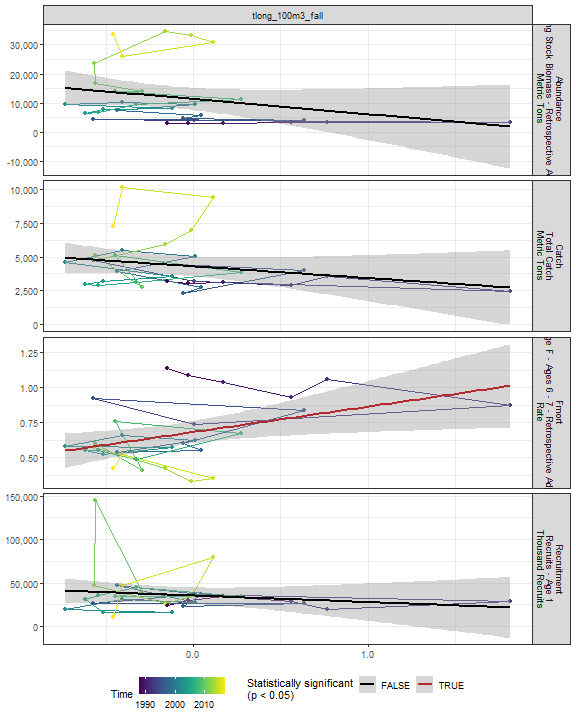 tlong_100m3_fall
30,000
20,000
10,000
0
-10,000
Abundance
Stock Biomass - Retrospective
Metric Tons
10,000
7,500
5,000
2,500
0
Catch
Total Catch
Metric Tons
1.25
1.00
0.75
0.50
Fmort
F - Ages 6 - 7 - Retrospective
Rate
150,000
100,000
50,000
0
Recruitment
Recruits - Age 1
Thousand Recruits
0.0 1.0
Time
1990 2000 2010
Statistically significant
(p < 0.05)
FALSE TRUE